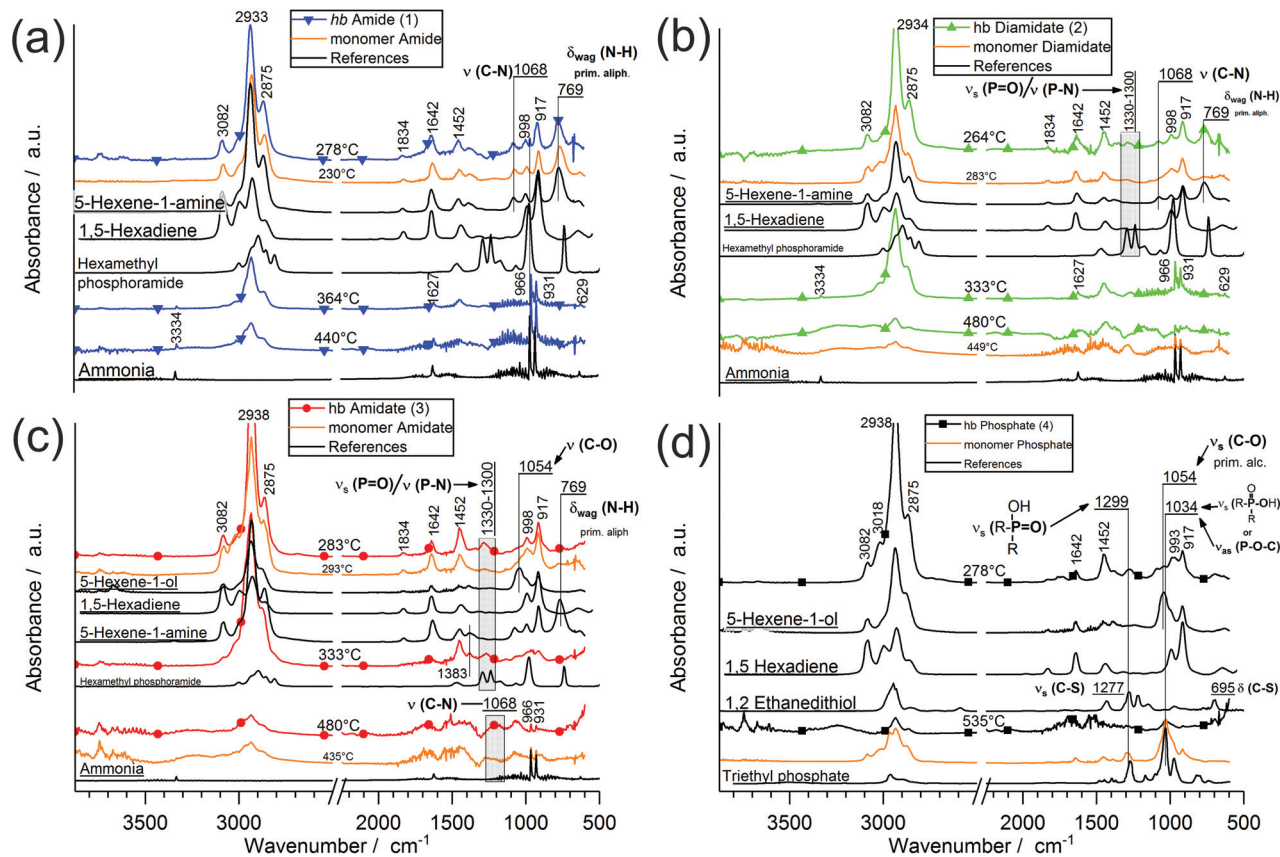 (a)
2933
hb Amide (1)
monomer Amide
References
ν (C-N)
1068
δwag (N-H)
prim. aliph.
769
3082
2875
1834
1642
1452
998
917
278°C
230°C
5-Hexene-1-amine
1,5-Hexadiene
Hexamethyl
phosphoramide
1627
966
931
629
364°C
3334
440°C
Ammonia
Absorbance / a.u.
(b)
2934
hb Diamidate (2)
monomer Diamidate
References
νs (P=O)/ν (P-N)
1330-1300
1068
ν (C-N)
δwag (N-H)
prim. aliph.
769
3082
2875
1834
1642
1452
998
917
264°C
283°C
5-Hexene-1-amine
1,5-Hexadiene
Hexamethyl phosphoramide
3334
333°C
1627
966
931
629
480°C
449°C
Ammonia
Absorbance / a.u.
(c)
2938
hb Amidate (3)
monomer Amidate
References
ν (C-O)
1054
νs (P=O)/ν (P-N)
1330-1300
769
δwag (N-H)
prim. aliph
3082
2875
1834
1642
1452
998
917
283°C
293°C
5-Hexene-1-ol
1,5-Hexadiene
5-Hexene-1-amine
333°C
1383
Hexamethyl phosphoramide
ν (C-N)
1068
966
931
480°C
435°C
Ammonia
Absorbance / a.u.
3500
3000
2000
1500
1000
500
Wavenumber / cm-1
(d)
2938
hb Phosphate (4)
monomer Phosphate
References
νs (C-O)
prim. alc.
1054
1034
O
νs (R-P-OH)
R
or
νas (P-O-C)
OH
νs (R-P=O)
R
1299
3082
3018
2875
1642
1452
993
917
278°C
5-Hexene-1-ol
1,5 Hexadiene
1,2 Ethanedithiol
νs (C-S)
1277
695
δ (C-S)
535°C
Triethyl phosphate
Absorbance / a.u.
3500
3000
2000
1500
1000
500
Wavenumber / cm-1